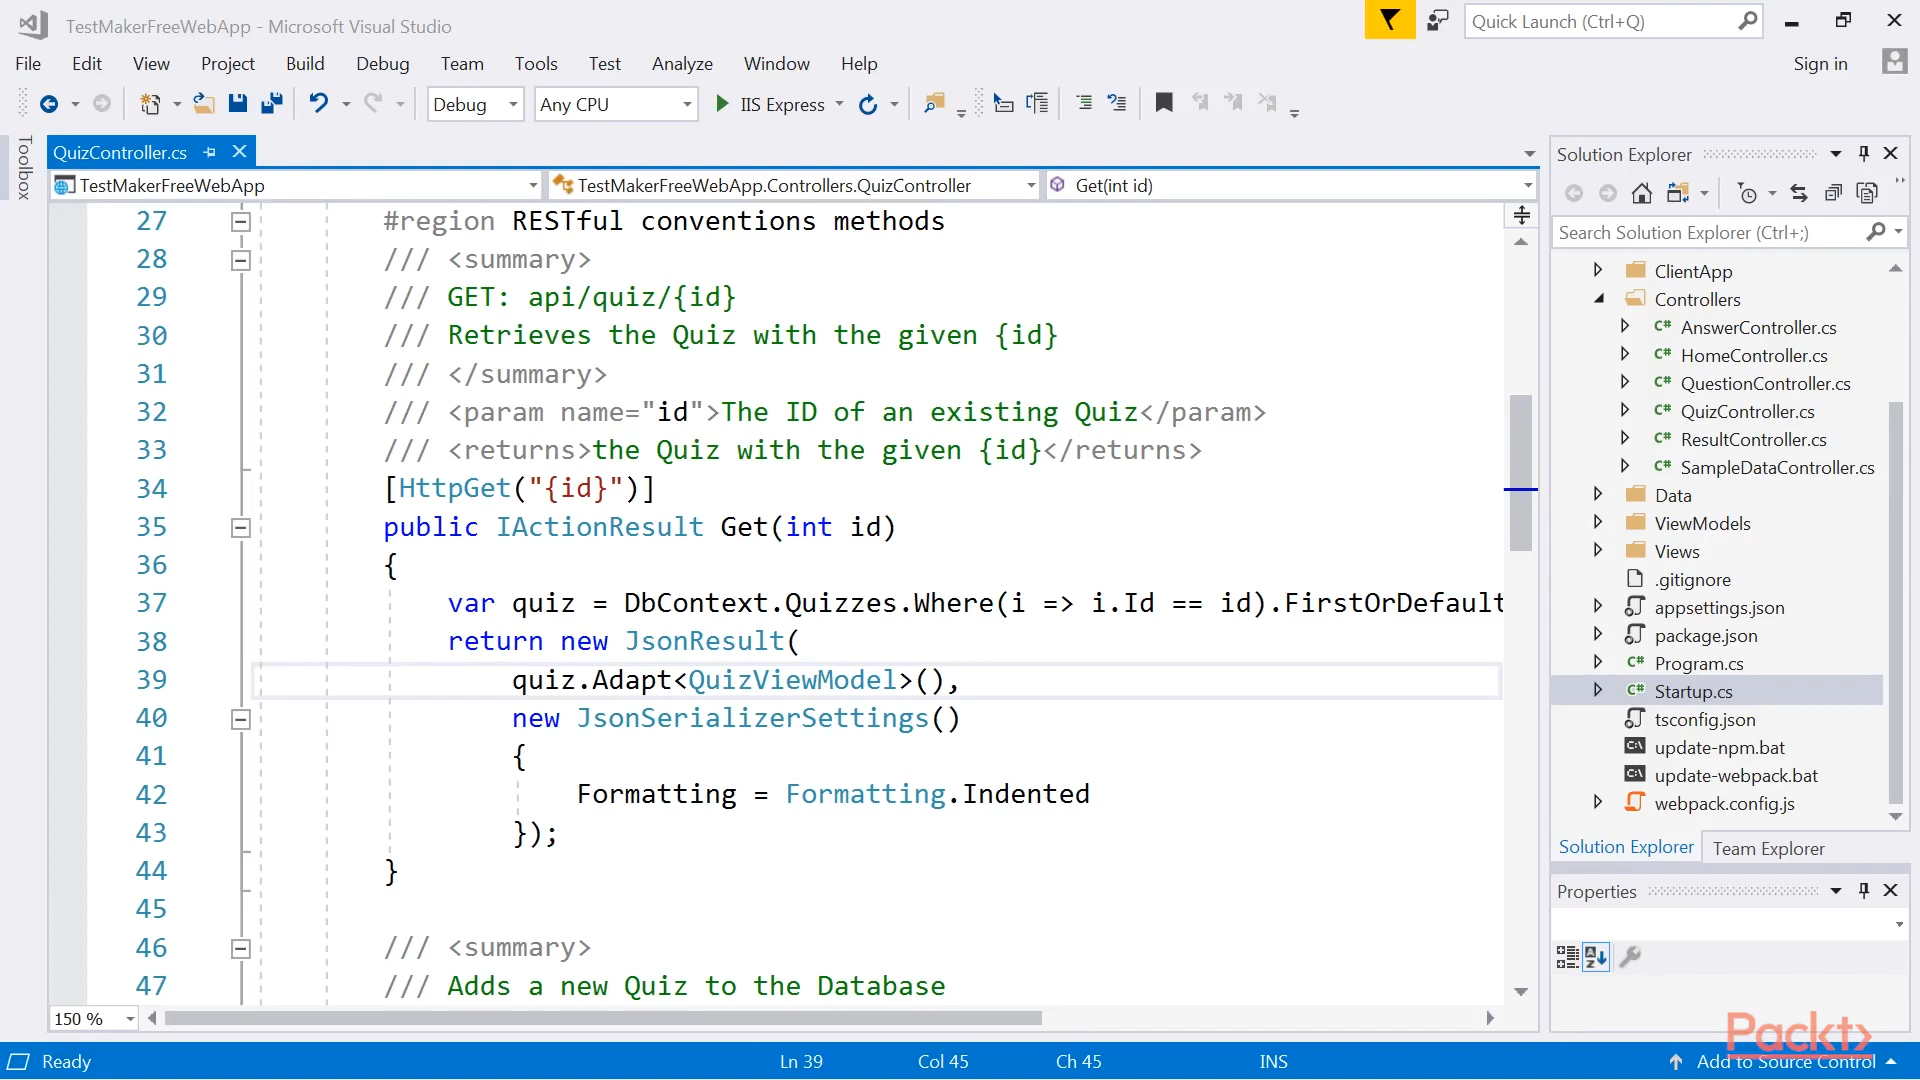 TestMakerFreeWebApp - Microsoft Visual Studio
Quick Launch (Ctrl+Q)
File Edit View Project Build Debug Team Tools Test Analyze Window Help
Sign in
Debug Any CPU IIS Express
Toolbox
QuizController.cs
TestMakerFreeWebApp TestMakerFreeWebApp.Controllers.QuizController Get(int id)
27 #region RESTful conventions methods
28 /// <summary>
29 /// GET: api/quiz/{id}
30 /// Retrieves the Quiz with the given {id}
31 /// </summary>
32 /// <param name="id">The ID of an existing Quiz</param>
33 /// <returns>the Quiz with the given {id}</returns>
34 [HttpGet("{id}")]
35 public IActionResult Get(int id)
36 {
37 var quiz = DbContext.Quizzes.Where(i => i.Id == id).FirstOrDefault
38 return new JsonResult(
39 quiz.Adapt<QuizViewModel>(),
40 new JsonSerializerSettings()
41 {
42 Formatting = Formatting.Indented
43 });
44 }
45
46 /// <summary>
47 /// Adds a new Quiz to the Database
150 %
Solution Explorer
Search Solution Explorer (Ctrl+;)
ClientApp
Controllers
C# AnswerController.cs
C# HomeController.cs
C# QuestionController.cs
C# QuizController.cs
C# ResultController.cs
C# SampleDataController.cs
Data
ViewModels
Views
.gitignore
appsettings.json
package.json
C# Program.cs
C# Startup.cs
tsconfig.json
update-npm.bat
update-webpack.bat
webpack.config.js
Solution Explorer Team Explorer
Properties
Packt>
Ready Ln 39 Col 45 Ch 45 INS Add to Source Control